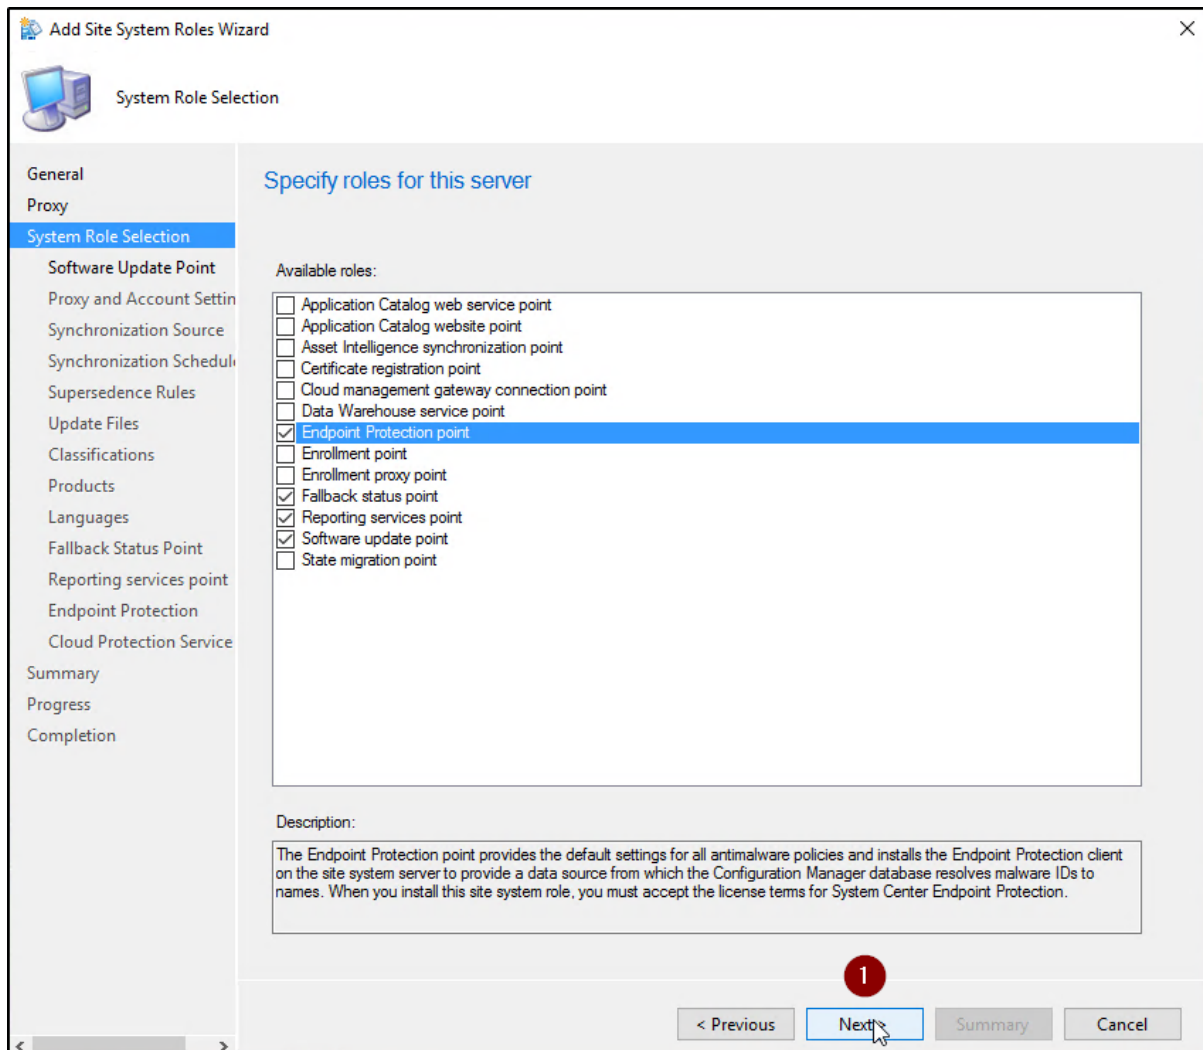 Add Site System Roles Wizard
System Role Selection
General
Proxy
System Role Selection
Software Update Point
Proxy and Account Settin
Synchronization Source
Synchronization Schedul
Supersedence Rules
Update Files
Classifications
Products
Languages
Fallback Status Point
Reporting services point
Endpoint Protection
Cloud Protection Service
Summary
Progress
Completion
Specify roles for this server
Available roles:
Application Catalog web service point
Application Catalog website point
Asset Intelligence synchronization point
Certificate registration point
Cloud management gateway connection point
Data Warehouse service point
Endpoint Protection point
Enrollment point
Enrollment proxy point
Fallback status point
Reporting services point
Software update point
State migration point
Description:
The Endpoint Protection point provides the default settings for all antimalware policies and installs the Endpoint Protection client
on the site system server to provide a data source from which the Configuration Manager database resolves malware IDs to
names. When you install this site system role, you must accept the license terms for System Center Endpoint Protection.
1
< Previous
Next >
Summary
Cancel